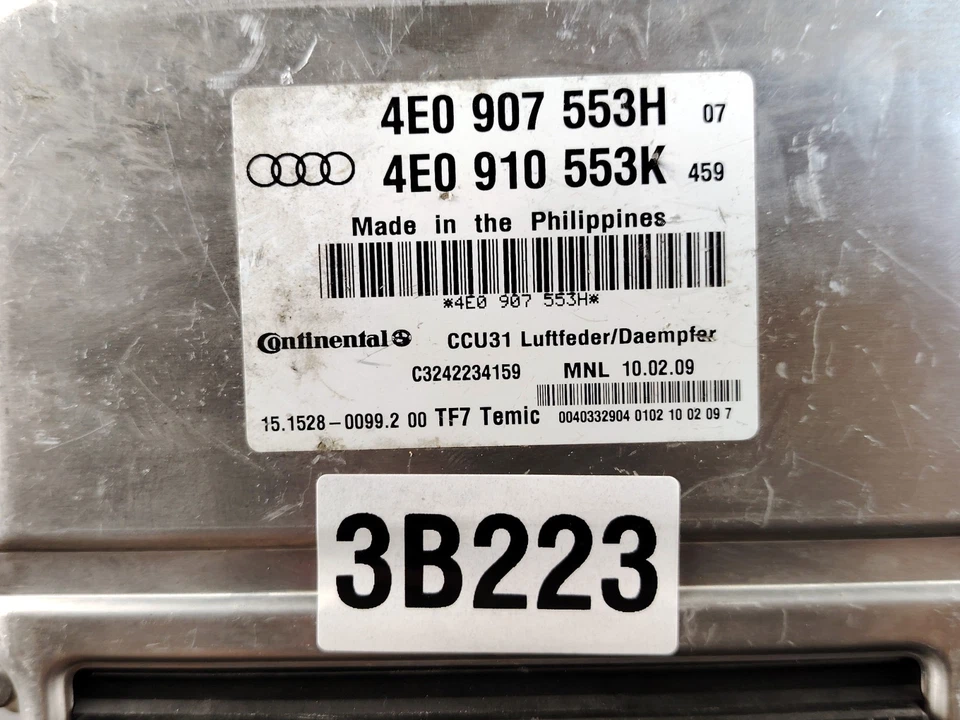 4E0 907 553H 07
4E0 910 553K 459
Made in the Philippines
*4E0 907 553H*
Continental CCU31 Luftfeder/Daempfer
C3242234159 MNL 10.02.09
15.1528-0099.2 00 TF7 Temic 0040332904 0102 10 02 09 7
3B223